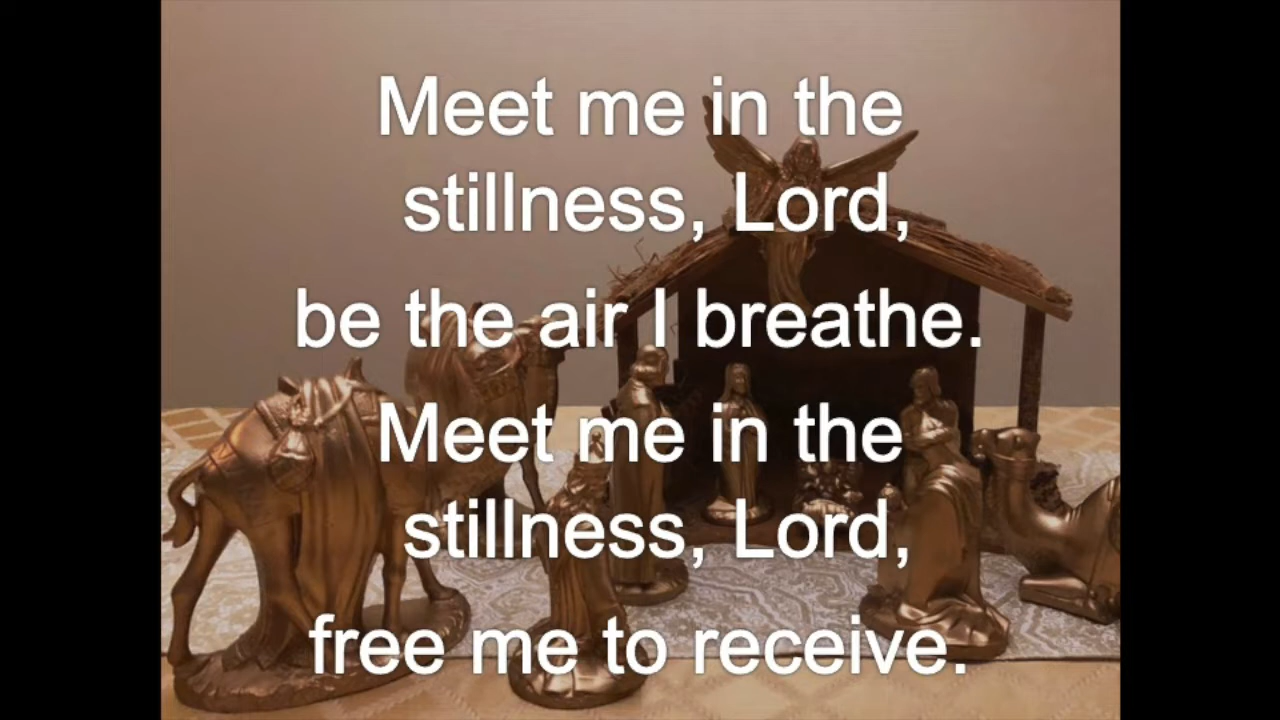 Meet me in the
stillness, Lord,
be the air I breathe.
Meet me in the
stillness, Lord,
free me to receive.